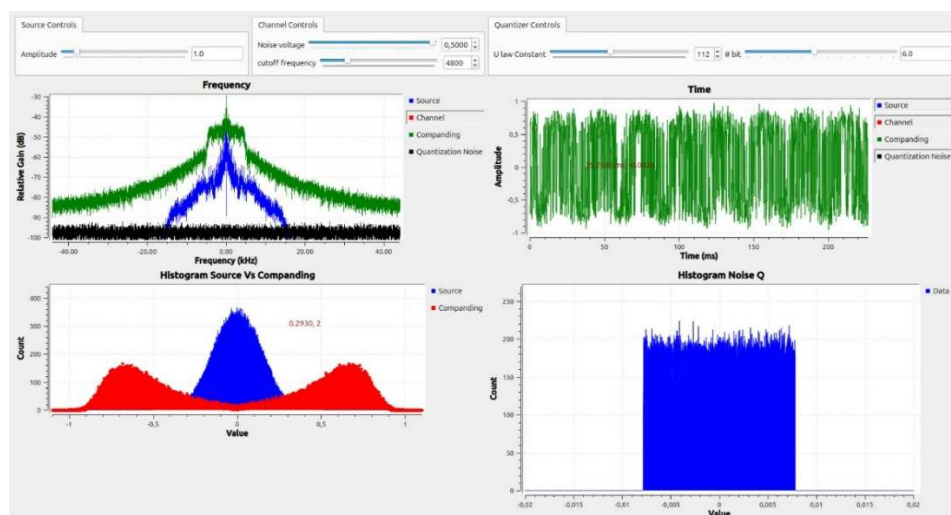 Source Controls
Channel Controls
Quantizer Controls
Amplitude 1.0
Noise voltage 0,5000
cutoff frequency 4800
U law Constant 112 # bit 6.0
Frequency
Relative Gain (dB)
-30
-40
-50
-60
-70
-80
-90
-100
-40.00 -20.00 0.00 20.00 40.00
Frequency (kHz)
Source
Channel
Companding
Quantization Noise
Time
Amplitude
1
0,5
0
-0,5
-1
0 50 100 150 200
Time (ms)
Source
Channel
Companding
Quantization Noise
Histogram Source Vs Companding
Count
400
300
200
100
0
0.2930, 2
-1 -0,5 0 0,5 1
Value
Source
Companding
Histogram Noise Q
Count
250
200
150
100
50
0
-0,02 -0,015 -0,01 -0,005 0 0,005 0,01 0,015 0,02
Value
Data